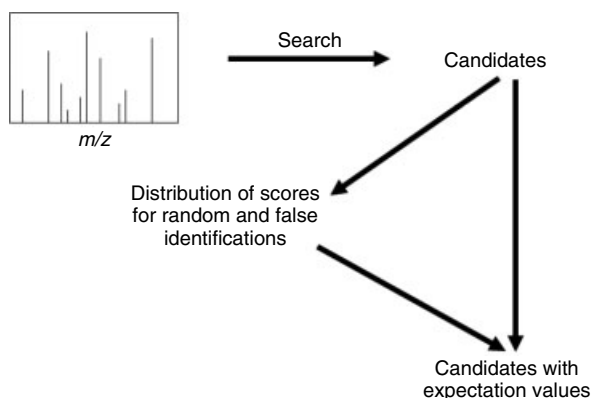 Search
Candidates
m/z
Distribution of scores
for random and false
identifications
Candidates with
expectation values